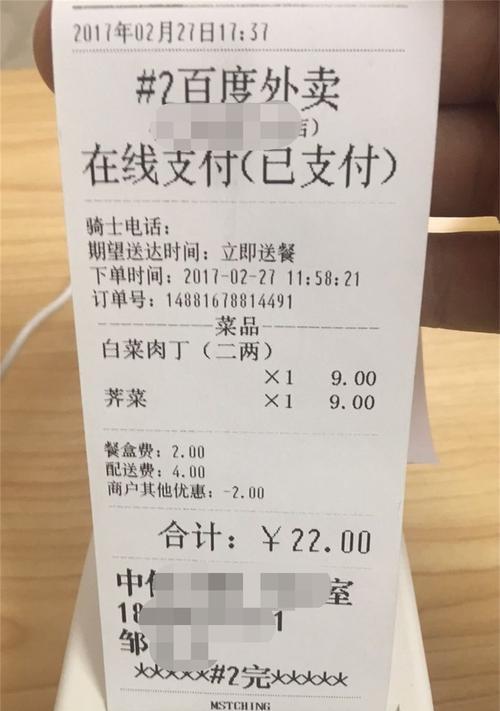 2017年02月27日17:37
#2百度外卖
店)
在线支付(已支付)
骑士电话:
期望送达时间: 立即送餐
下单时间: 2017-02-27 11:58:21
订单号: 14881678814491
菜品
白菜肉丁（二两）
×1 9.00
荠菜 ×1 9.00
餐盒费: 2.00
配送费: 4.00
商户其他优惠: -2.00
合计: ￥22.00
中 室
18 1
邹
*****#2完*****
MSTCHING